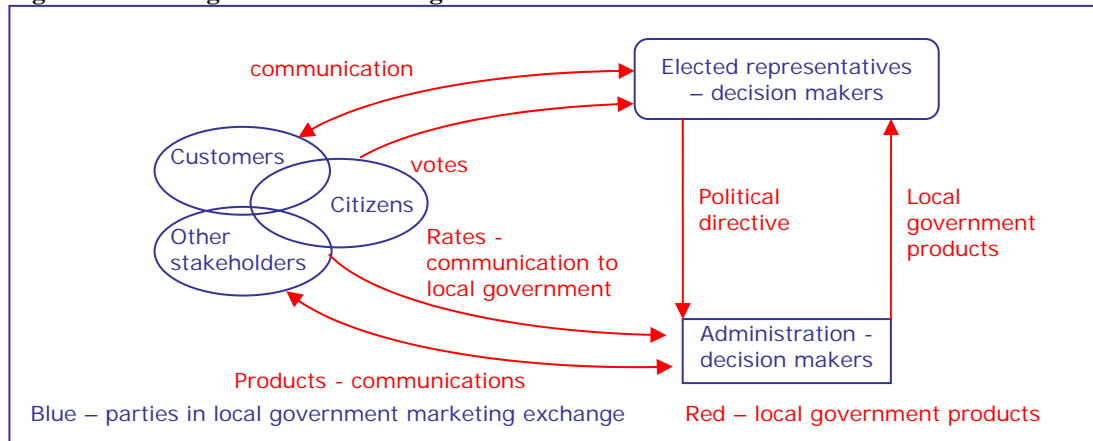 communication
Elected representatives
– decision makers
Customers
votes
Citizens
Political
directive
Local
government
products
Other
stakeholders
Rates -
communication to
local government
Administration -
decision makers
Products - communications
Blue – parties in local government marketing exchange
Red – local government products